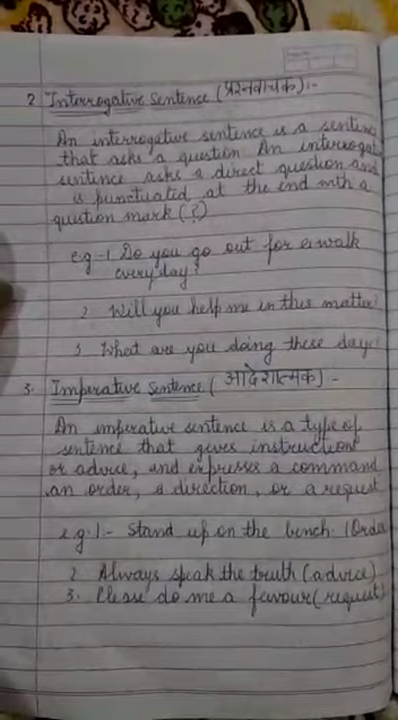 2 Interrogative Sentence (प्रश्नवाचक) :-
An interrogative sentence is a senten
that asks a question An interrogat
sentence asks a direct question and
is punctuated at the end with a
question mark (?)
e.g - 1 Do you go out for a walk
everyday?
2 Will you help me in this matter?
3 What are you doing these days?
3. Imperative Sentence ( आदेशात्मक) -
An imperative sentence is a type of
sentence that gives instruction
or advice, and expresses a command
an order, a direction, or a request
e.g. 1 - Stand up on the bench. (Order
2 Always speak the truth (advice)
3. Please do me a favour (request)